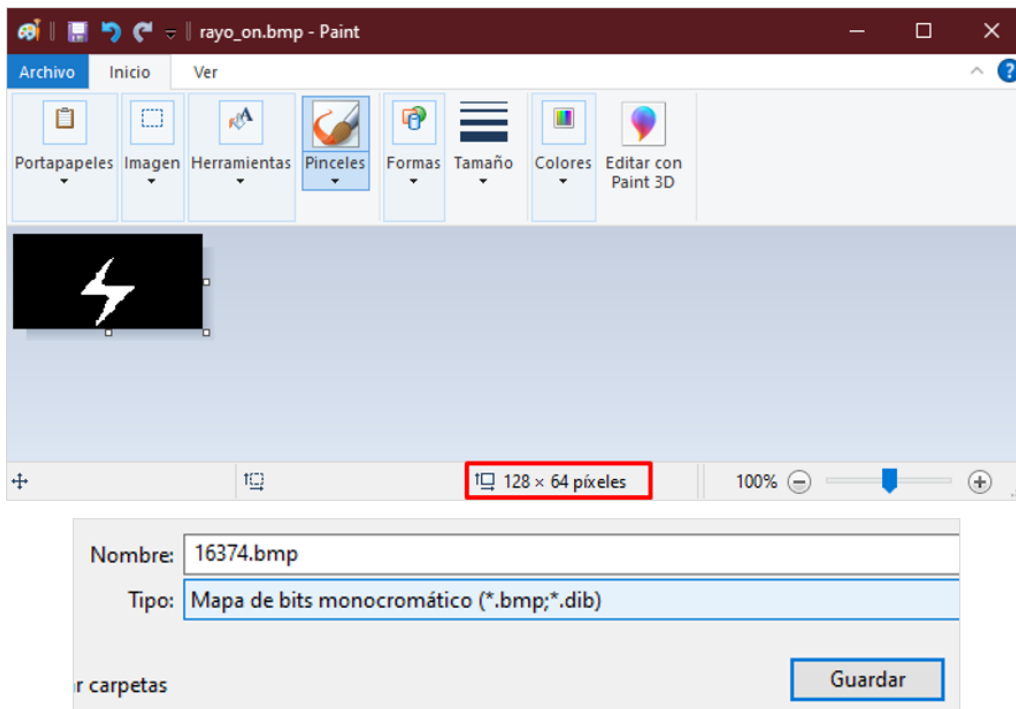 rayo_on.bmp - Paint
Archivo Inicio Ver
Portapapeles Imagen Herramientas Pinceles Formas Tamaño Colores Editar con
Paint 3D
128 × 64 píxeles 100%
Nombre: 16374.bmp
Tipo: Mapa de bits monocromático (*.bmp;*.dib)
r carpetas Guardar